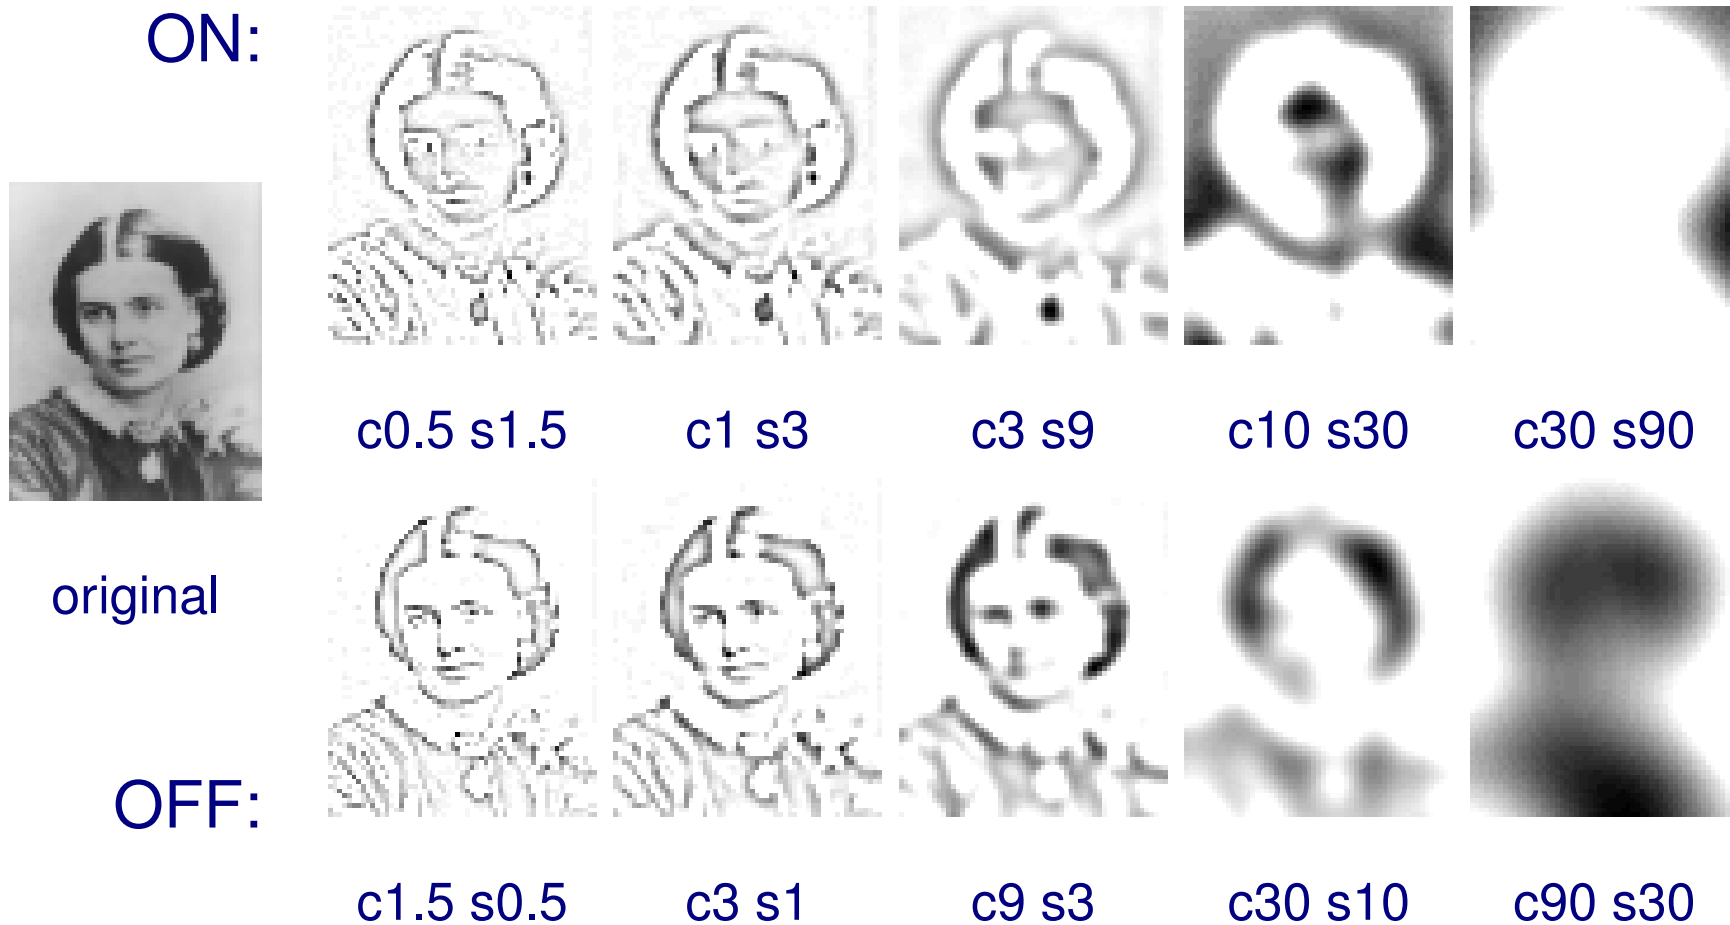 ON:
c0.5 s1.5
c1 s3
c3 s9
c10 s30
c30 s90
original
OFF:
c1.5 s0.5
c3 s1
c9 s3
c30 s10
c90 s30